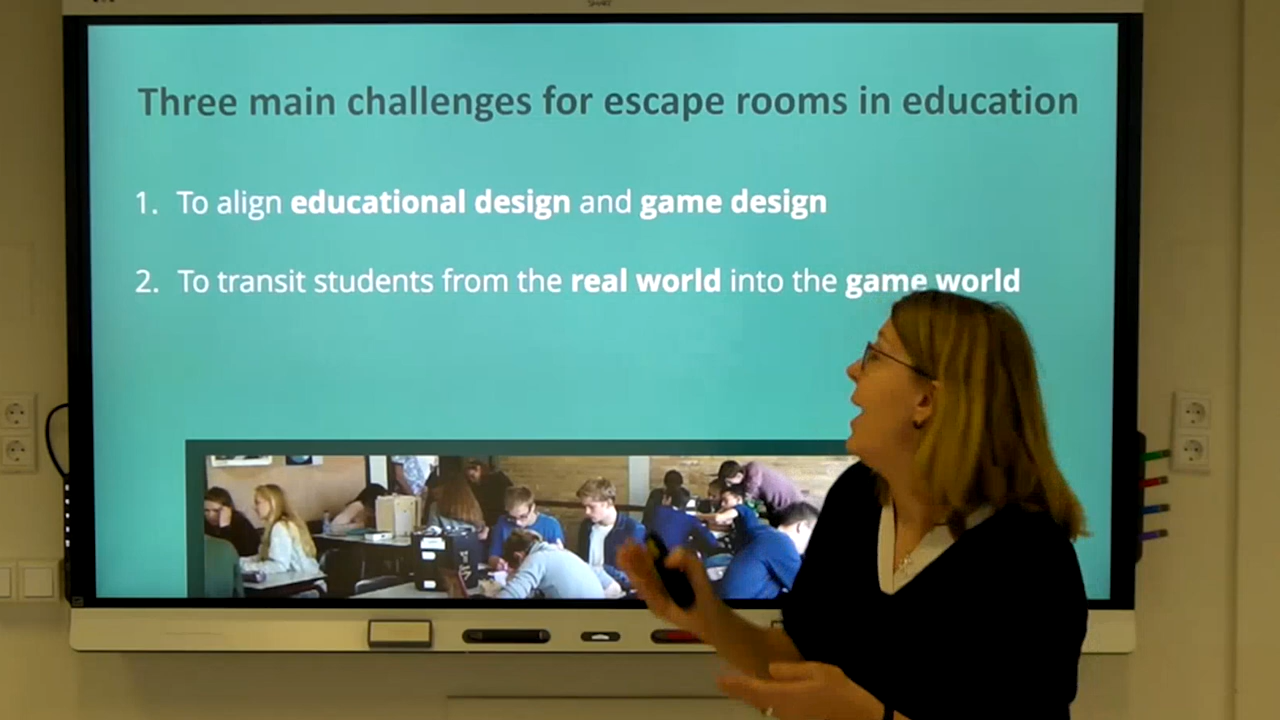 SMART
Three main challenges for escape rooms in education
1. To align educational design and game design
2. To transit students from the real world into the game world